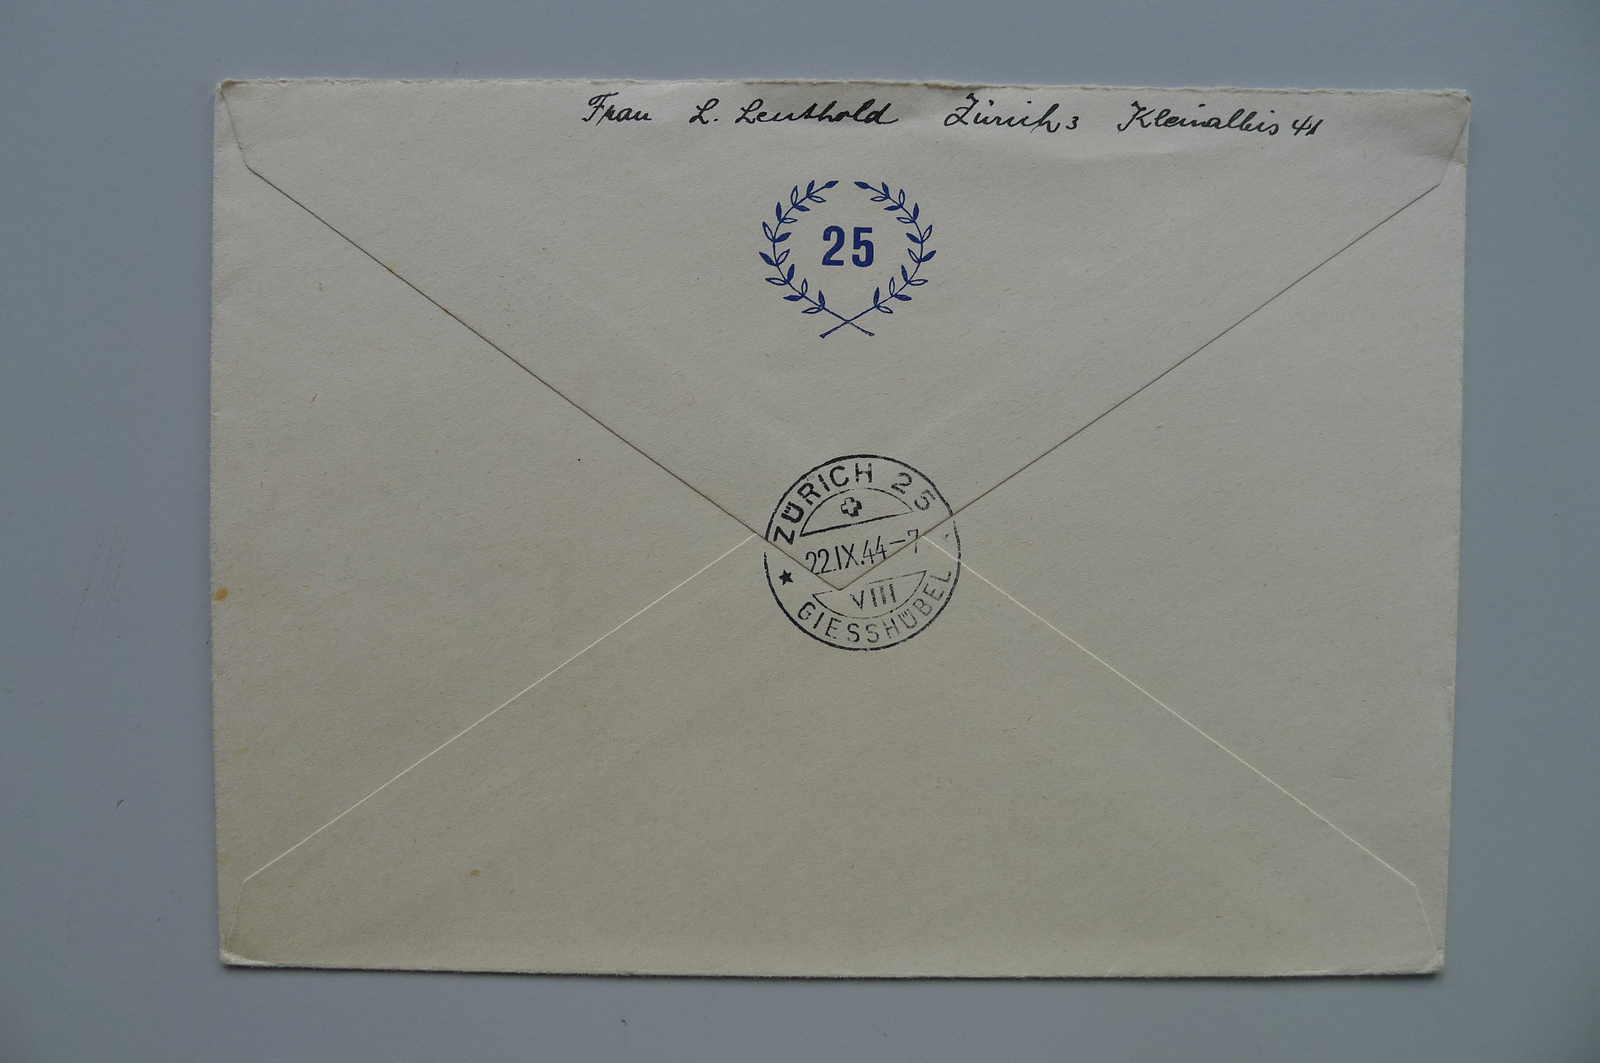 Frau L. Leuthold Zürich 3 Kleinalbis 41
25
ZÜRICH 25
22.IX.44-7
VIII
GIESSHÜBEL